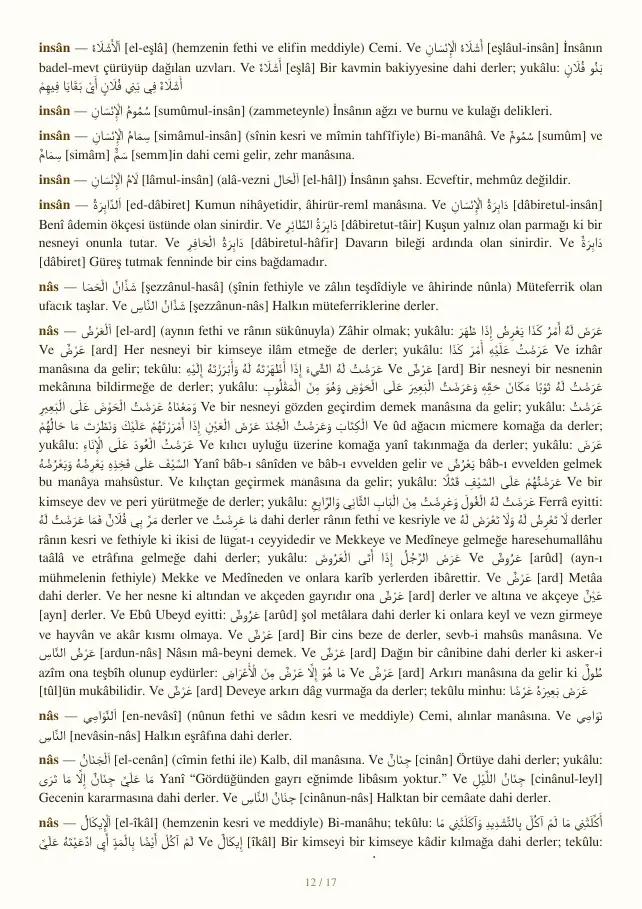 insân — اَلْأَشْلَاءُ [el-eşlâ] (hemzenin fethi ve elifin meddiyle) Cemi. Ve أَشْلَاءُ الْإِنْسَانِ [eşlâul-insân] İnsânın
badel-mevt çürüyüp dağılan uzvları. Ve أَشْلَاءُ [eşlâ] Bir kavmin bakiyyesine dahi derler; yukâlu: بَنُو فُلَانٍ
أَشْلَاءُ فِي بَنِي فُلَانٍ أَيْ بَقَايَا فِيهِمْ
insân — سُمُومُ الْإِنْسَانِ [sumûmul-insân] (zammeteynle) İnsânın ağzı ve burnu ve kulağı delikleri.
insân — سِمَامُ الْإِنْسَانِ [simâmul-insân] (sînin kesri ve mîmin tahfîfiyle) Bi-manâhâ. Ve سُمُومٌ [sumûm] ve
سِمَامٌ [simâm] سَمٌّ [semm]in dahi cemi gelir, zehr manâsına.
insân — لَامُ الْإِنْسَانِ [lâmul-insan] (alâ-vezni اَلْحَالِ [el-hâl]) İnsânın şahsı. Ecveftir, mehmûz değildir.
insân — اَلدَّابِرَةُ [ed-dâbiret] Kumun nihâyetidir, âhirür-reml manâsına. Ve دَابِرَةُ الْإِنْسَانِ [dâbiretul-insân]
Benî âdemin ökçesi üstünde olan sinirdir. Ve دَابِرَةُ الطَّائِرِ [dâbiretut-tâir] Kuşun yalnız olan parmağı ki bir
nesneyi onunla tutar. Ve دَابِرَةُ الْحَافِرِ [dâbiretul-hâfir] Davarın bileği ardında olan sinirdir. Ve دَابِرَةٌ
[dâbiret] Güreş tutmak fenninde bir cins bağdamadır.
nâs — شَذَّانُ الْحَصَا [şezzânul-hasâ] (şînin fethiyle ve zâlın teşdîdiyle ve âhirinde nûnla) Müteferrik olan
ufacık taşlar. Ve شَذَّانُ النَّاسِ [şezzânun-nâs] Halkın müteferriklerine derler.
nâs — اَلْعَرْضُ [el-ard] (aynın fethi ve rânın sükûnuyla) Zâhir olmak; yukâlu: عَرَضَ لَهُ أَمْرُ كَذَا يَعْرِضُ إِذَا ظَهَرَ
Ve عَرْضٌ [ard] Her nesneyi bir kimseye ilâm etmeğe de derler; yukâlu: عَرَضْتُ عَلَيْهِ أَمْرَ كَذَا Ve izhâr
manâsına da gelir; tekûlu: عَرَضْتُ لَهُ الشَّيْءَ إِذَا أَظْهَرْتَهُ لَهُ وَأَبْرَزْتَهُ إِلَيْهِ Ve عَرْضٌ [ard] Bir nesneyi bir nesnenin
mekânına bildirmeğe de derler; yukâlu: عَرَضْتُ لَهُ ثَوْبًا مَكَانَ حَقِّهِ وَعَرَضْتُ الْبَعِيرَ عَلَى الْحَوْضِ وَهُوَ مِنَ الْمَقْلُوبِ
وَمَعْنَاهُ عَرَضْتُ الْحَوْضَ عَلَى الْبَعِيرِ Ve bir nesneyi gözden geçirdim demek manâsına da gelir; yukâlu: عَرَضْتُ
الْكِتَابَ وَعَرَضْتُ الْجُنْدَ عَرْضَ الْعَيْنِ إِذَا أَمْرَرْتَهُمْ عَلَيْكَ وَنَظَرْتَ مَا حَالُهُمْ Ve ûd ağacın micmere komağa da derler;
yukâlu: عَرَضْتُ الْعُودَ عَلَى الْإِنَاءِ Ve kılıcı uyluğu üzerine komağa yanî takınmağa da derler; yukâlu: عَرَضَ
السَّيْفَ عَلَى فَخِذِهِ يَعْرِضُهُ وَيَعْرُضُهُ Yanî bâb-ı sânîden ve bâb-ı evvelden gelir ve يَعْرُضُ bâb-ı evvelden gelmek
bu manâya mahsûstur. Ve kılıçtan geçirmek manâsına da gelir; yukâlu: عَرَضْتُهُمْ عَلَى السَّيْفِ قَتْلًا Ve bir
kimseye dev ve peri yürütmeğe de derler; yukâlu: عَرَضَتْ لَهُ الْغُولُ وَعَرِضَتْ مِنَ الْبَابِ الثَّانِي وَالرَّابِعِ Ferrâ eyitti:
مَرَّ بِي فُلَانٌ فَمَا عَرَضْتُ لَهُ derler ve مَا عَرِضْتُ dahi derler rânın fethi ve kesriyle ve لَا تَعْرِضُ لَهُ وَلَا تَعْرَضْ لَهُ derler
rânın kesri ve fethiyle ki ikisi de lügat-ı ceyyidedir ve Mekkeye ve Medîneye gelmeğe haresehumallâhu
taâlâ ve etrâfına gelmeğe dahi derler; yukâlu: عَرَضَ الرَّجُلُ إِذَا أَتَى الْعَرُوضَ Ve عَرُوضٌ [arûd] (ayn-ı
mühmelenin fethiyle) Mekke ve Medîneden ve onlara karîb yerlerden ibârettir. Ve عَرْضٌ [ard] Metâa
dahi derler. Ve her nesne ki altından ve akçeden gayrıdır ona عَرْضٌ [ard] derler ve altına ve akçeye عَيْنٌ
[ayn] derler. Ve Ebû Ubeyd eyitti: عَرُوضٌ [arûd] şol metâlara dahi derler ki onlara keyl ve vezn girmeye
ve hayvân ve akâr kısmı olmaya. Ve عَرْضٌ [ard] Bir cins beze de derler, sevb-i mahsûs manâsına. Ve
عَرْضُ النَّاسِ [ardun-nâs] Nâsın mâ-beyni demek. Ve عَرْضٌ [ard] Dağın bir cânibine dahi derler ki asker-i
azîm ona teşbîh olunup eydürler: مَا هُوَ إِلَّا عَرْضٌ مِنَ الْأَعْرَاضِ Ve عَرْضٌ [ard] Arkırı manâsına da gelir ki طُولٌ
[tûl]ün mukâbilidir. Ve عَرْضٌ [ard] Deveye arkırı dâg vurmağa da derler; tekûlu minhu: عَرَضَ بَعِيرَهُ عَرْضًا
nâs — اَلنَّوَاصِي [en-nevâsî] (nûnun fethi ve sâdın kesri ve meddiyle) Cemi, alınlar manâsına. Ve نَوَاصِي
النَّاسِ [nevâsin-nâs] Halkın eşrâfına dahi derler.
nâs — اَلْجَنَانُ [el-cenân] (cîmin fethi ile) Kalb, dil manâsına. Ve جِنَانٌ [cinân] Örtüye dahi derler; yukâlu:
مَا عَلَيَّ جِنَانٌ إِلَّا مَا تَرَى Yanî “Gördüğünden gayrı eğnimde libâsım yoktur.” Ve جِنَانُ اللَّيْلِ [cinânul-leyl]
Gecenin kararmasına dahi derler. Ve جِنَانُ النَّاسِ [cinânun-nâs] Halktan bir cemâate dahi derler.
nâs — اَلْإِيكَالُ [el-îkâl] (hemzenin kesri ve meddiyle) Bi-manâhu; tekûlu: أَكَّلْتَنِي مَا لَمْ آكُلْ بِالتَّشْدِيدِ وَآكَلْتَنِي مَا
لَمْ آكُلْ أَيْضًا بِالْمَدِّ أَيِ ادَّعَيْتَهُ عَلَيَّ Ve إِيكَالٌ [îkâl] Bir kimseyi bir kimseye kâdir kılmağa dahi derler; tekûlu:
12 / 17